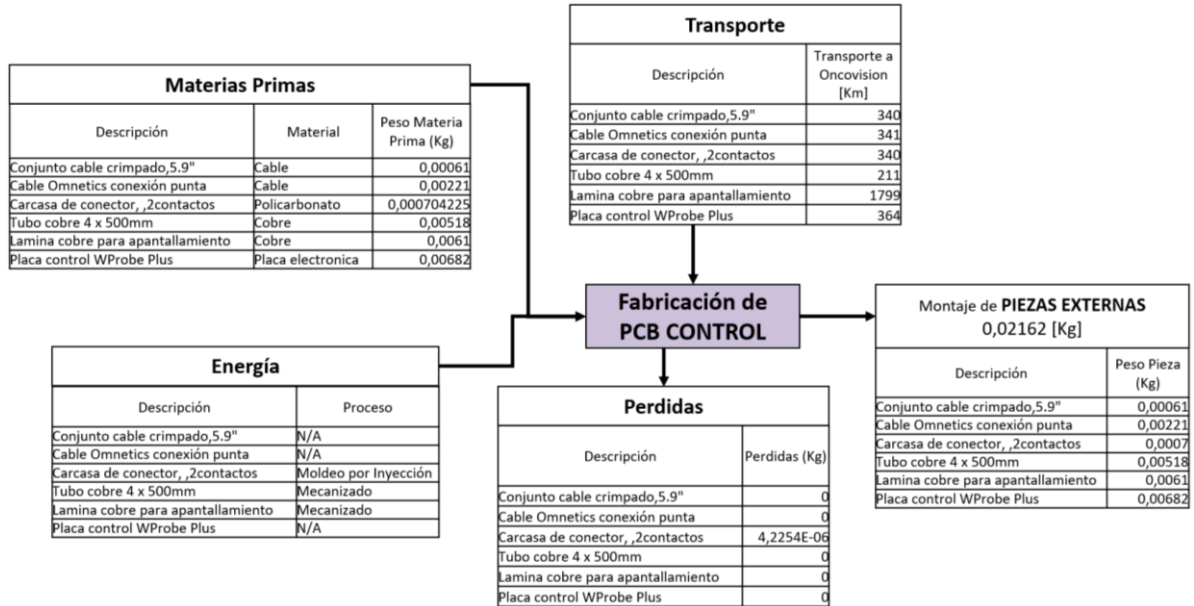 Transporte
Descripción Transporte a Oncovision [Km]
Conjunto cable crimpado,5.9" 340
Cable Omnetics conexión punta 341
Carcasa de conector, ,2contactos 340
Tubo cobre 4 x 500mm 211
Lamina cobre para apantallamiento 1799
Placa control WProbe Plus 364
Materias Primas
Descripción Material Peso Materia Prima (Kg)
Conjunto cable crimpado,5.9" Cable 0,00061
Cable Omnetics conexión punta Cable 0,00221
Carcasa de conector, ,2contactos Policarbonato 0,000704225
Tubo cobre 4 x 500mm Cobre 0,00518
Lamina cobre para apantallamiento Cobre 0,0061
Placa control WProbe Plus Placa electronica 0,00682
Fabricación de
PCB CONTROL
Montaje de PIEZAS EXTERNAS
0,02162 [Kg]
Descripción Peso Pieza (Kg)
Conjunto cable crimpado,5.9" 0,00061
Cable Omnetics conexión punta 0,00221
Carcasa de conector, ,2contactos 0,0007
Tubo cobre 4 x 500mm 0,00518
Lamina cobre para apantallamiento 0,0061
Placa control WProbe Plus 0,00682
Energía
Descripción Proceso
Conjunto cable crimpado,5.9" N/A
Cable Omnetics conexión punta N/A
Carcasa de conector, ,2contactos Moldeo por Inyección
Tubo cobre 4 x 500mm Mecanizado
Lamina cobre para apantallamiento Mecanizado
Placa control WProbe Plus N/A
Perdidas
Descripción Perdidas (Kg)
Conjunto cable crimpado,5.9" 0
Cable Omnetics conexión punta 0
Carcasa de conector, ,2contactos 4,2254E-06
Tubo cobre 4 x 500mm 0
Lamina cobre para apantallamiento 0
Placa control WProbe Plus 0